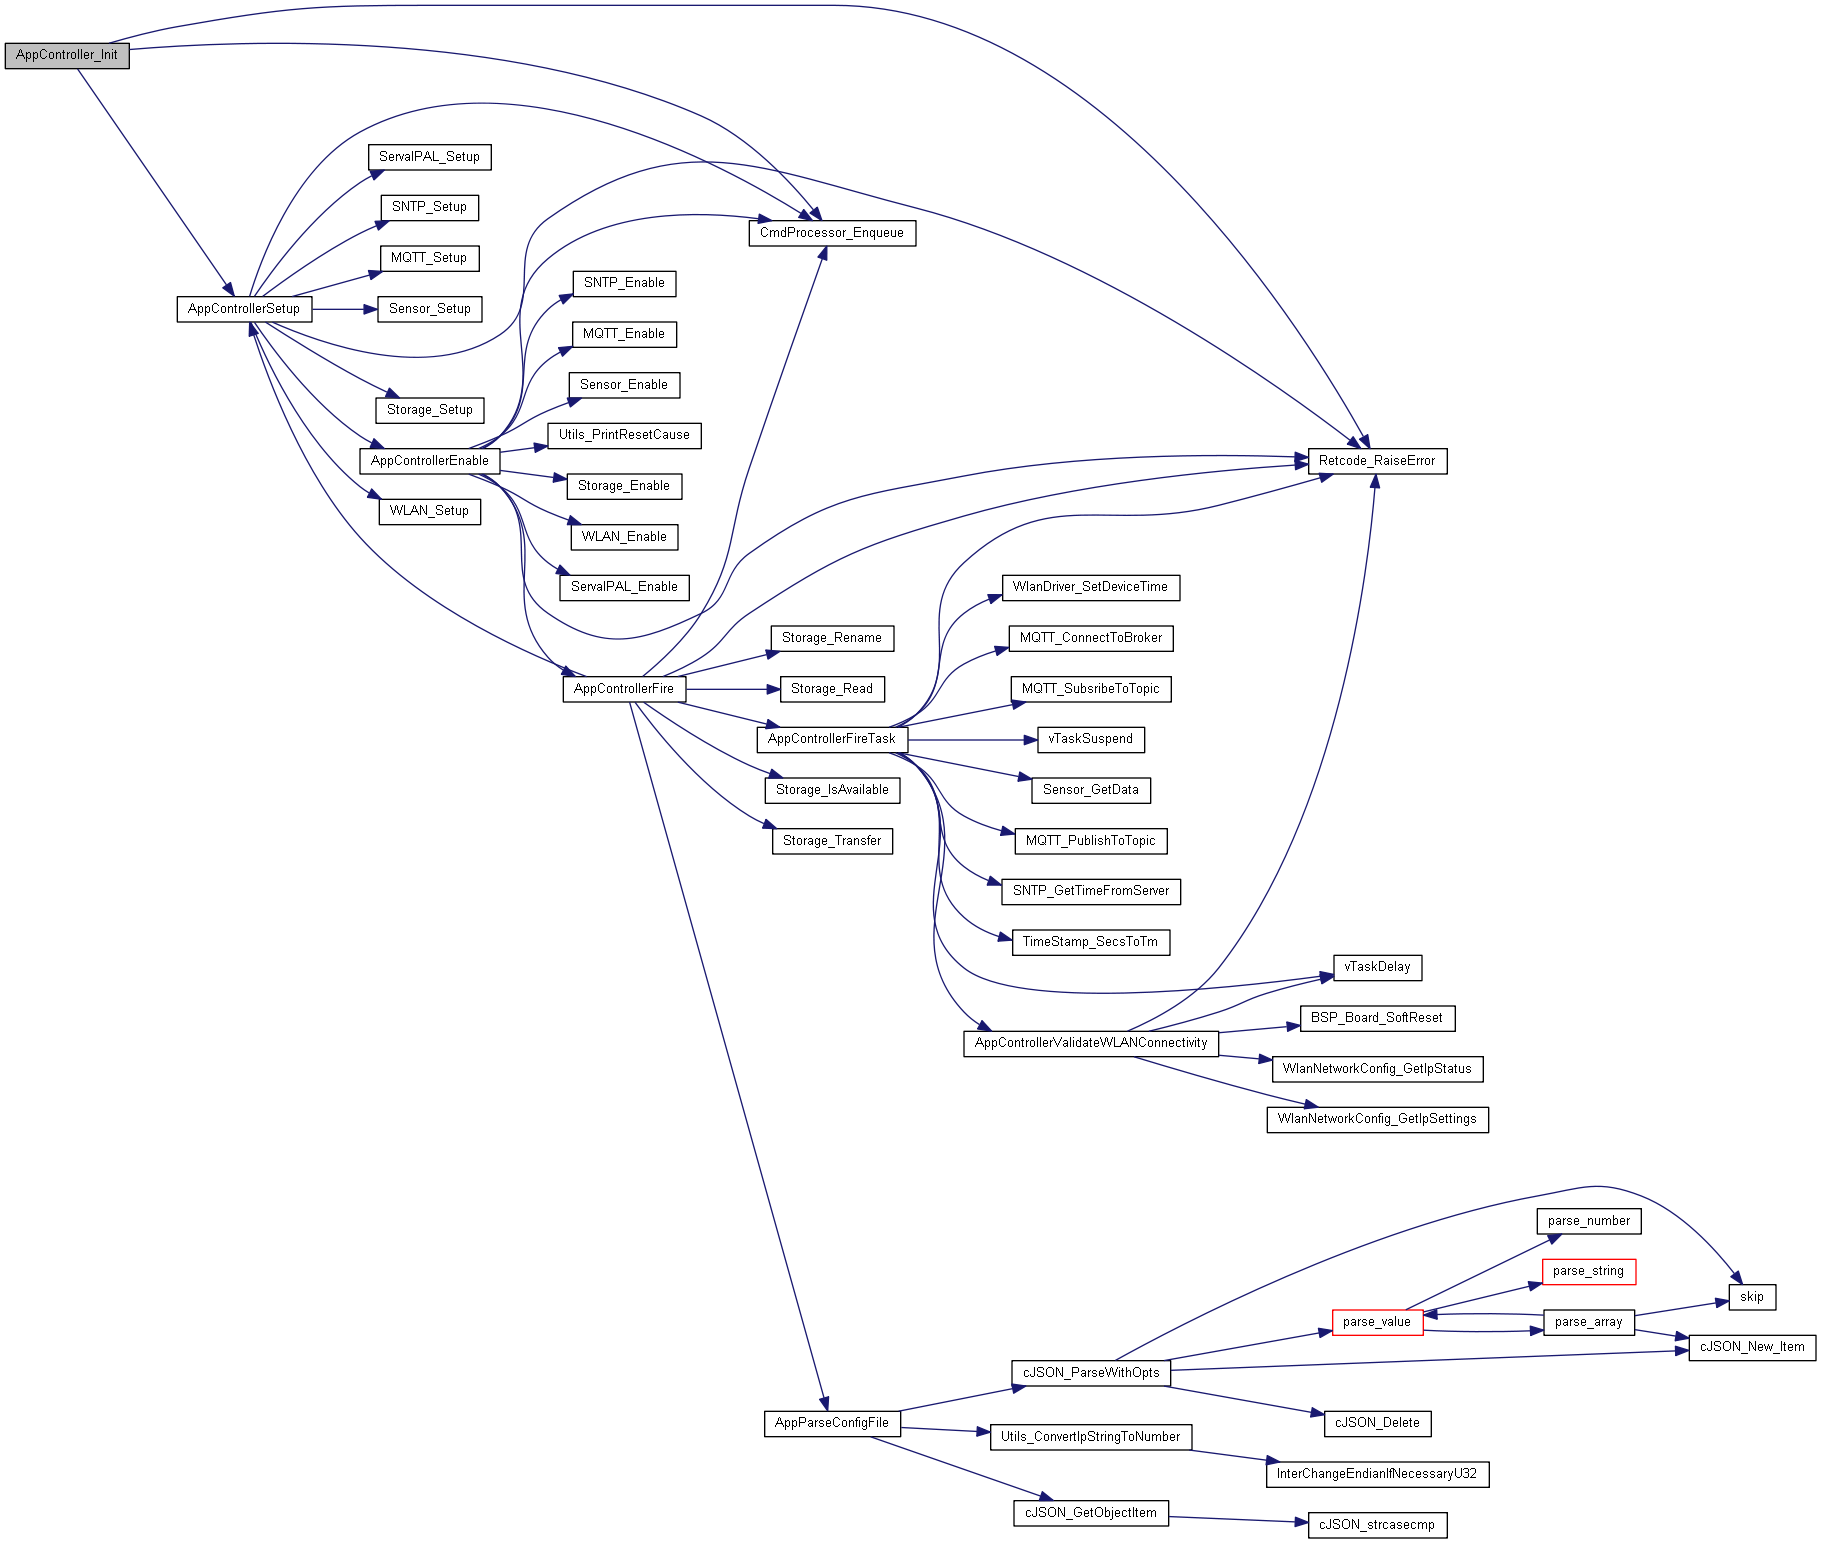 AppController_Init
ServalPAL_Setup
SNTP_Setup
CmdProcessor_Enqueue
MQTT_Setup
SNTP_Enable
AppControllerSetup
Sensor_Setup
MQTT_Enable
Sensor_Enable
Storage_Setup
Utils_PrintResetCause
AppControllerEnable
Retcode_RaiseError
Storage_Enable
WLAN_Setup
WLAN_Enable
ServalPAL_Enable
WlanDriver_SetDeviceTime
Storage_Rename
MQTT_ConnectToBroker
AppControllerFire
Storage_Read
MQTT_SubsribeToTopic
AppControllerFireTask
vTaskSuspend
Storage_IsAvailable
Sensor_GetData
Storage_Transfer
MQTT_PublishToTopic
SNTP_GetTimeFromServer
TimeStamp_SecsToTm
vTaskDelay
BSP_Board_SoftReset
AppControllerValidateWLANConnectivity
WlanNetworkConfig_GetIpStatus
WlanNetworkConfig_GetIpSettings
parse_number
parse_string
skip
parse_value
parse_array
cJSON_New_Item
cJSON_ParseWithOpts
AppParseConfigFile
cJSON_Delete
Utils_ConvertIpStringToNumber
InterChangeEndianIfNecessaryU32
cJSON_GetObjectItem
cJSON_strcasecmp